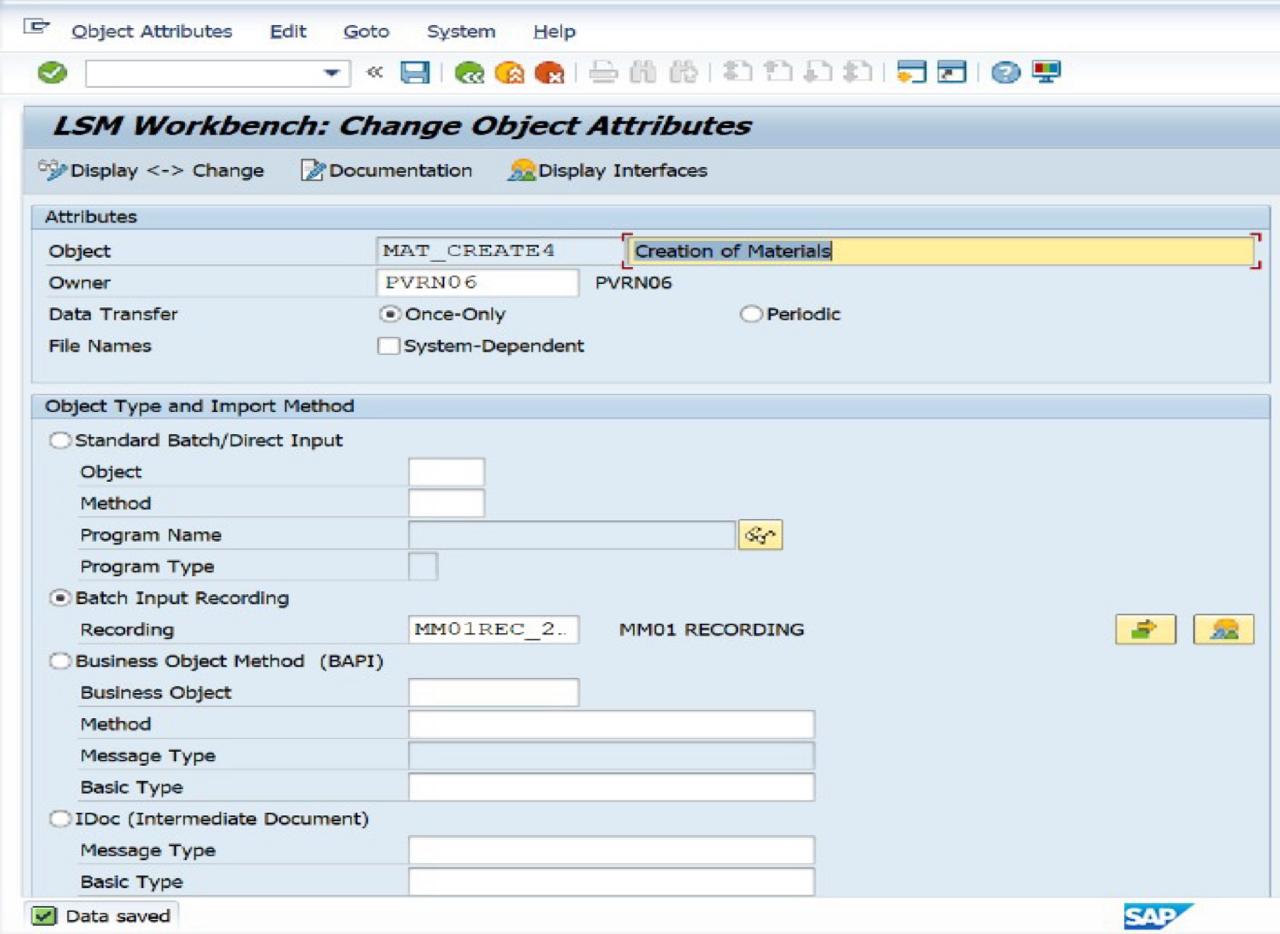 Object Attributes Edit Goto System Help
LSM Workbench: Change Object Attributes
Display <-> Change Documentation Display Interfaces
Attributes
Object MAT_CREATE4 Creation of Materials
Owner PVRN06 PVRN06
Data Transfer Once-Only Periodic
File Names System-Dependent
Object Type and Import Method
Standard Batch/Direct Input
Object
Method
Program Name
Program Type
Batch Input Recording
Recording MM01REC_2.. MM01 RECORDING
Business Object Method (BAPI)
Business Object
Method
Message Type
Basic Type
IDoc (Intermediate Document)
Message Type
Basic Type
Data saved SAP